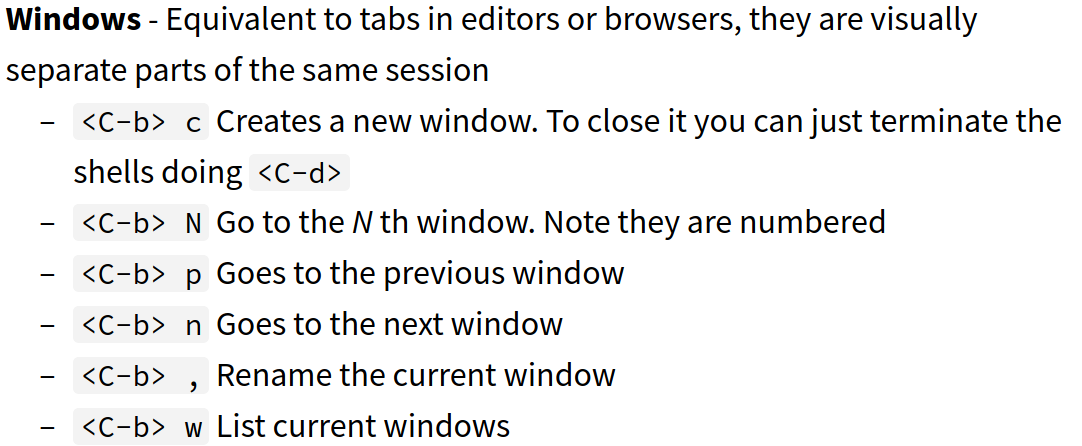 Windows - Equivalent to tabs in editors or browsers, they are visually
separate parts of the same session
– <C-b> c Creates a new window. To close it you can just terminate the
shells doing <C-d>
– <C-b> N Go to the N th window. Note they are numbered
– <C-b> p Goes to the previous window
– <C-b> n Goes to the next window
– <C-b> , Rename the current window
– <C-b> w List current windows